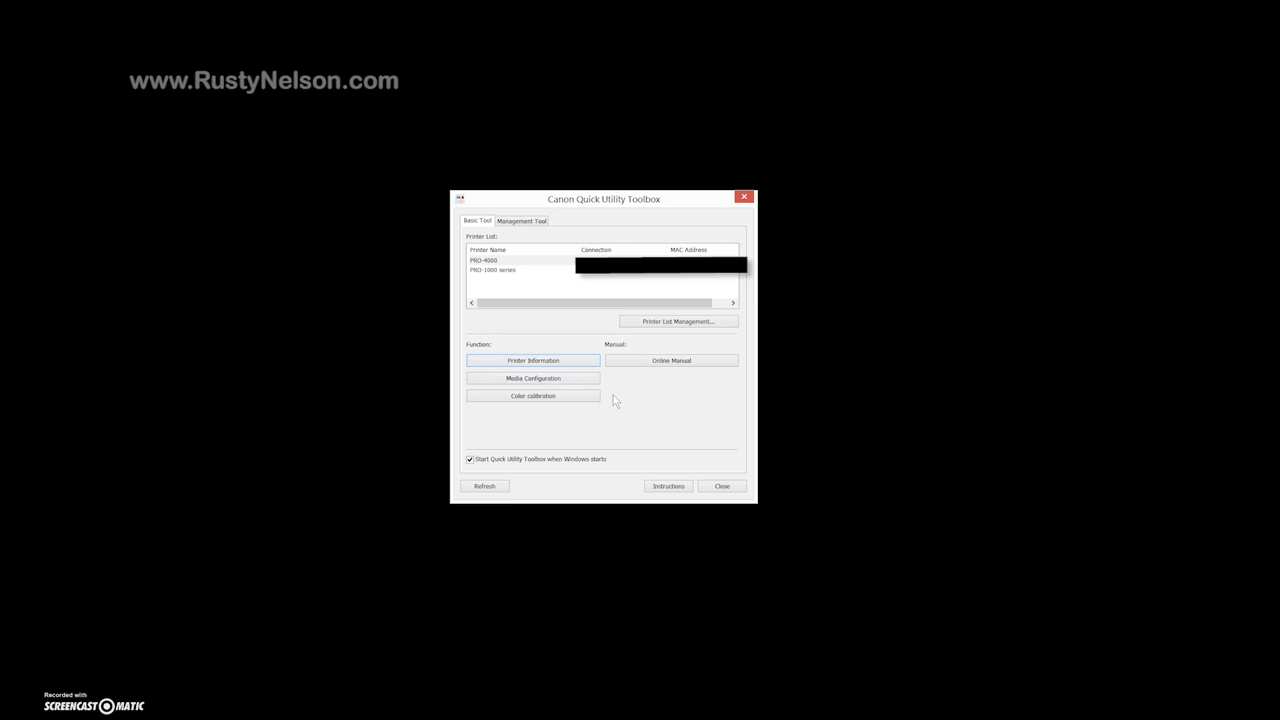 www.RustyNelson.com
Canon Quick Utility Toolbox
Basic Tool
Management Tool
Printer List:
Printer Name Connection MAC Address
PRO-4000
PRO-1000 series
Printer List Management...
Function: Manual:
Printer Information Online Manual
Media Configuration
Color calibration
Start Quick Utility Toolbox when Windows starts
Refresh Instructions Close
Recorded with
SCREENCAST MATIC